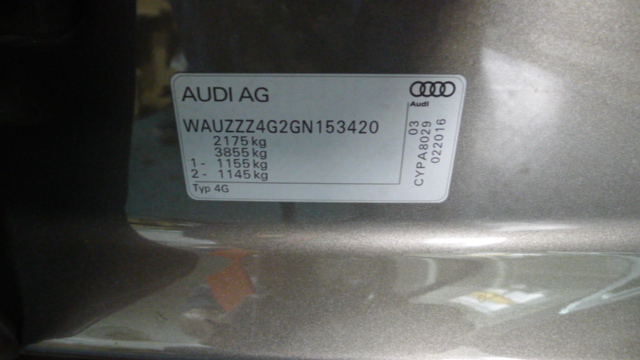 AUDI AG
Audi
WAUZZZ4G2GN153420
2175 kg
3855 kg
1 - 1155 kg
2 - 1145 kg
Typ 4G
CYPA8029 03
022016